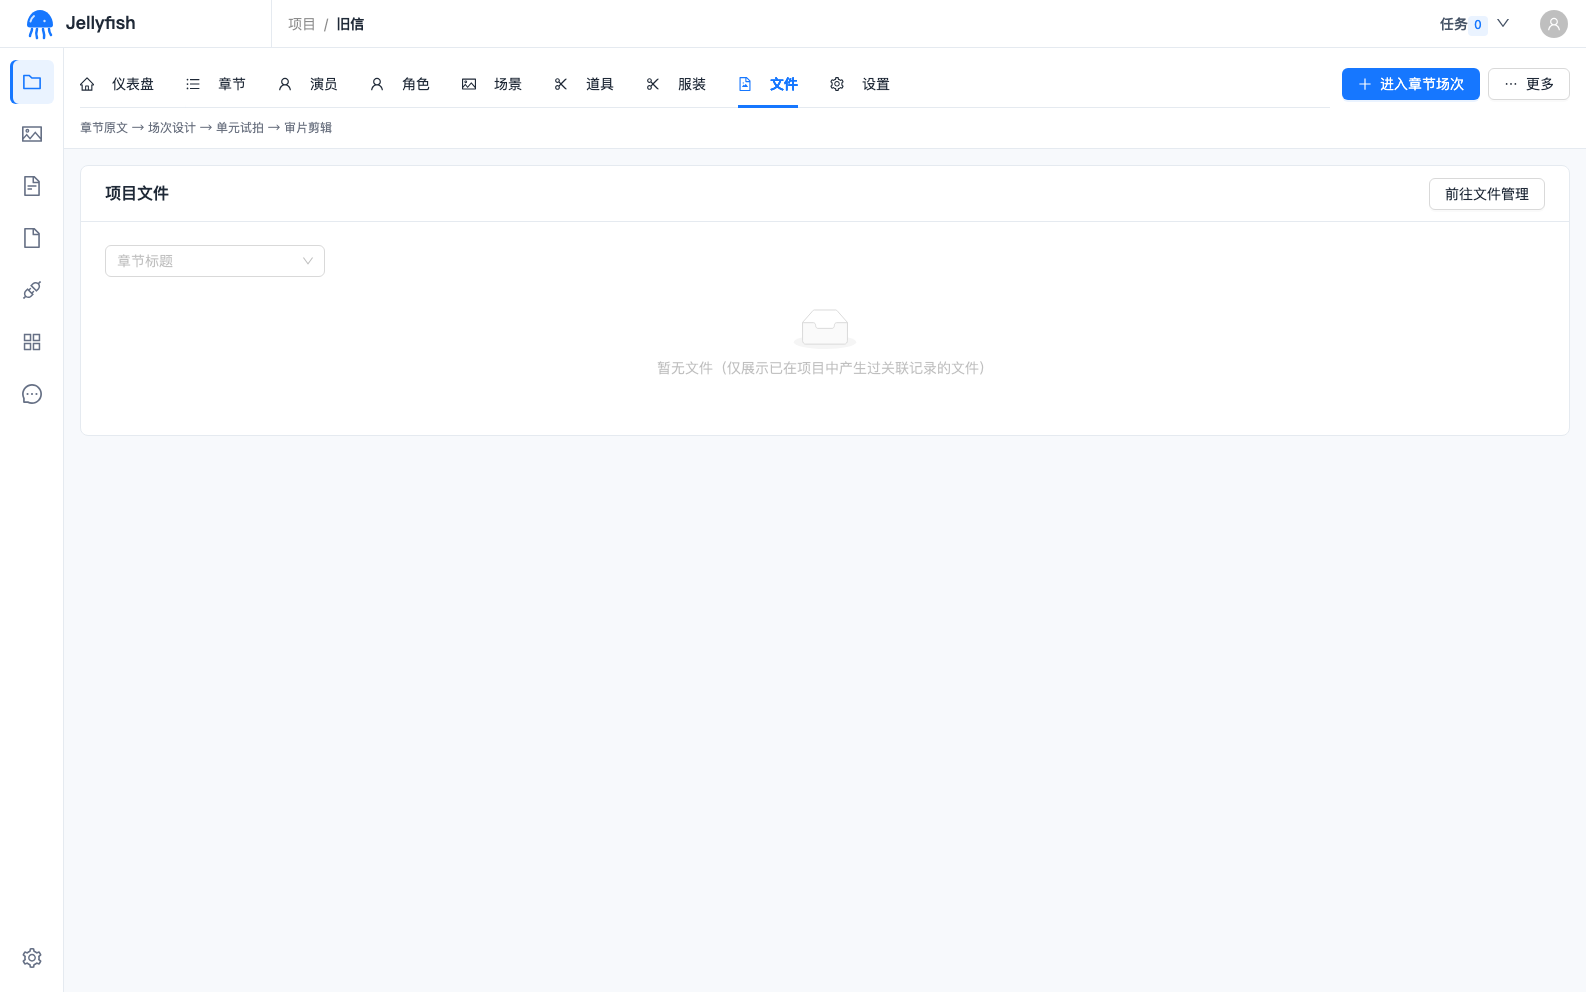 Jellyfish
项目 / 旧信
任务 0
仪表盘 章节 演员 角色 场景 道具 服装 文件 设置
进入章节场次
··· 更多
章节原文 → 场次设计 → 单元试拍 → 审片剪辑
项目文件
前往文件管理
章节标题
暂无文件（仅展示已在项目中产生过关联记录的文件）